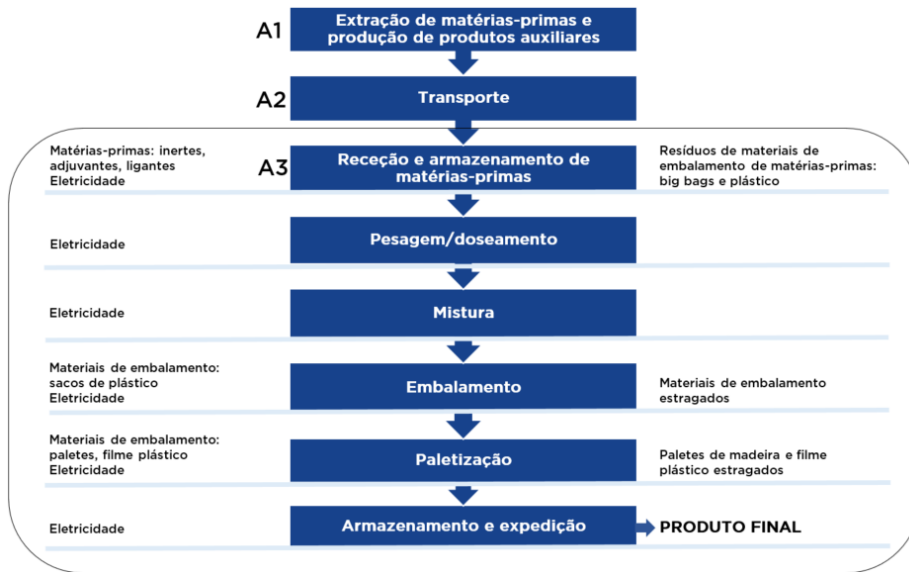 A1
Extração de matérias-primas e
produção de produtos auxiliares
A2
Transporte
Matérias-primas: inertes,
adjuvantes, ligantes
Eletricidade
A3
Receção e armazenamento de
matérias-primas
Resíduos de materiais de
embalamento de matérias-primas:
big bags e plástico
Eletricidade
Pesagem/doseamento
Eletricidade
Mistura
Materiais de embalamento:
sacos de plástico
Eletricidade
Embalamento
Materiais de embalamento
estragados
Materiais de embalamento:
paletes, filme plástico
Eletricidade
Paletização
Paletes de madeira e filme
plástico estragados
Eletricidade
Armazenamento e expedição
PRODUTO FINAL